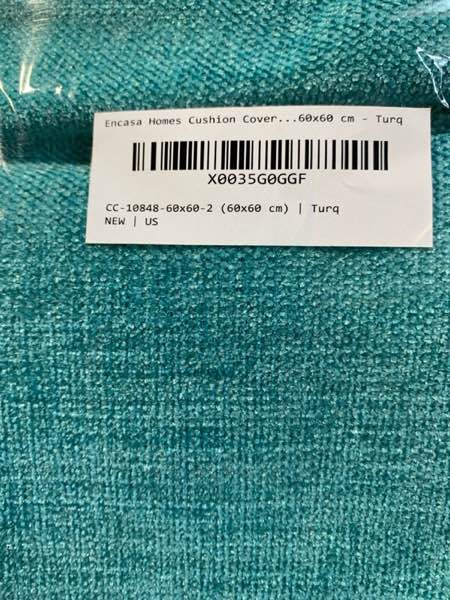 Encasa Homes Cushion Cover...60x60 cm - Turq
X0035G0GGF
CC-10848-60x60-2 (60x60 cm) | Turq
NEW | US